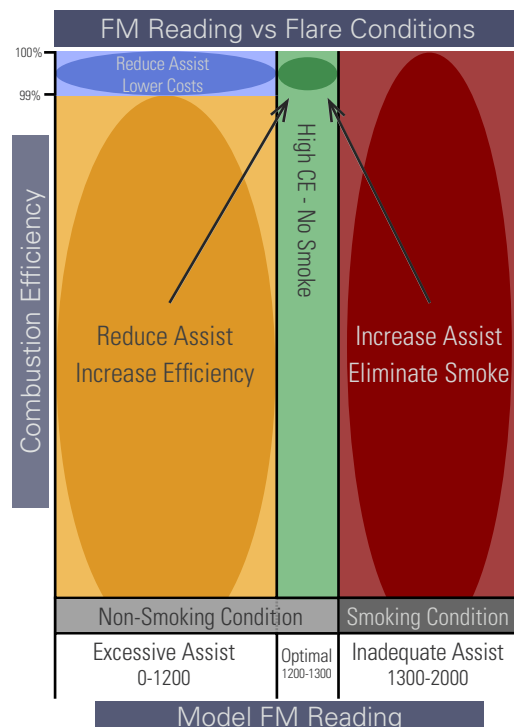 FM Reading vs Flare Conditions
100%
Reduce Assist
Lower Costs
99%
High CE - No Smoke
Combustion Efficiency
Reduce Assist
Increase Efficiency
Increase Assist
Eliminate Smoke
Non-Smoking Condition
Smoking Condition
Excessive Assist
0-1200
Optimal
1200-1300
Inadequate Assist
1300-2000
Model FM Reading